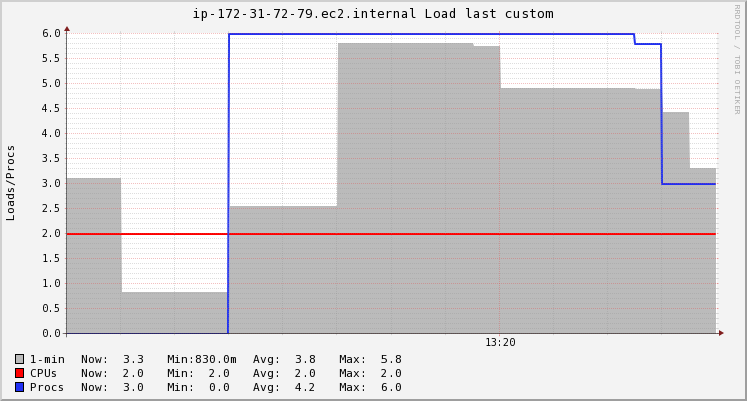 ip-172-31-72-79.ec2.internal Load last custom
RRDTOOL / TOBI OETIKER
Loads/Procs
6.0
5.5
5.0
4.5
4.0
3.5
3.0
2.5
2.0
1.5
1.0
0.5
0.0
13:20
1-min Now: 3.3 Min:830.0m Avg: 3.8 Max: 5.8
CPUs Now: 2.0 Min: 2.0 Avg: 2.0 Max: 2.0
Procs Now: 3.0 Min: 0.0 Avg: 4.2 Max: 6.0